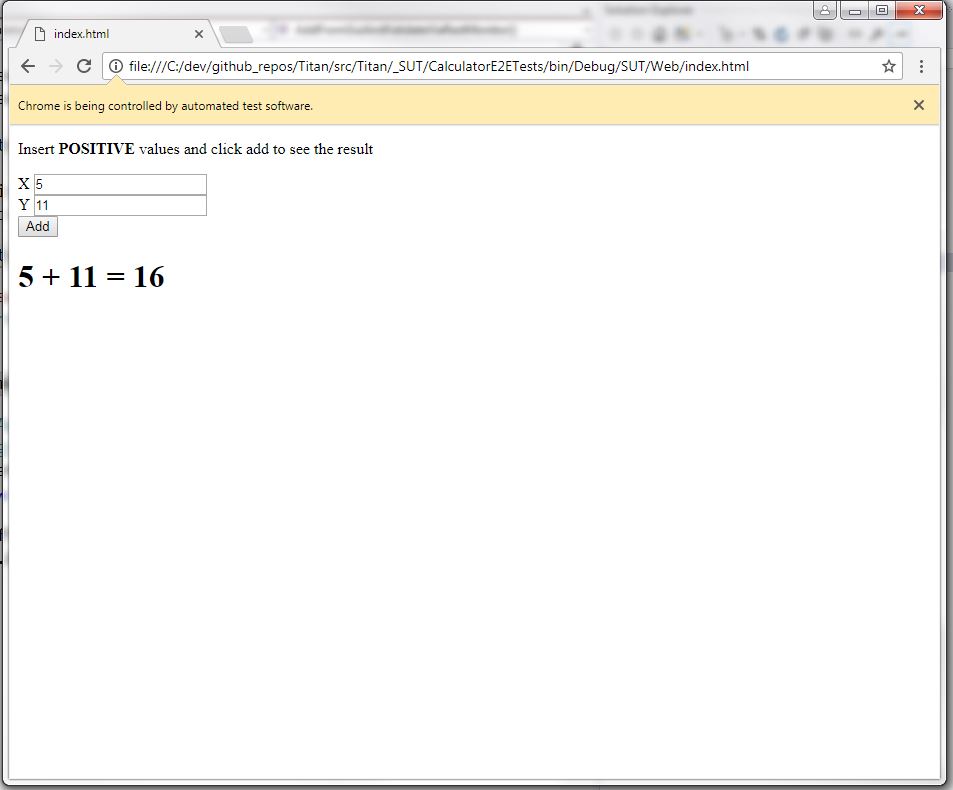 index.html
file:///C:/dev/github_repos/Titan/src/Titan/_SUT/CalculatorE2ETests/bin/Debug/SUT/Web/index.html
Chrome is being controlled by automated test software.
Insert POSITIVE values and click add to see the result
X 5
Y 11
Add
5 + 11 = 16